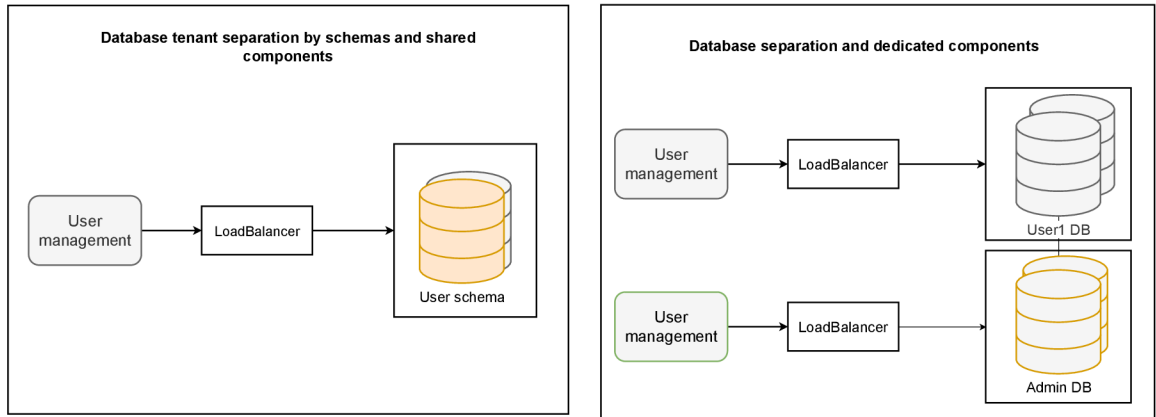 Database tenant separation by schemas and shared
components
User
management
LoadBalancer
User schema
Database separation and dedicated components
User
management
LoadBalancer
User1 DB
User
management
LoadBalancer
Admin DB